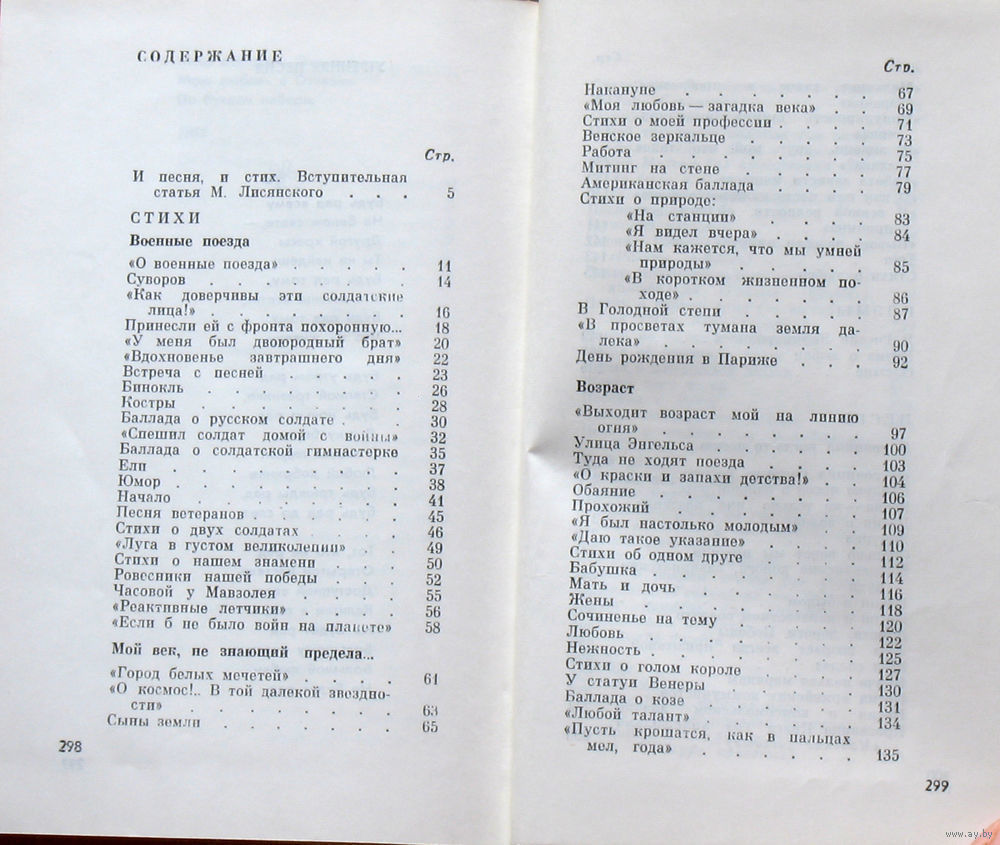 СОДЕРЖАНИЕ
Стр.
И песня, и стих. Вступительная
статья М. Лисянского . . . 5
СТИХИ
Военные поезда
«О военные поезда» . . . . . 11
Суворов . . . . . . . 14
«Как доверчивы эти солдатские
лица!» . . . . . . . 16
Принесли ей с фронта похоронную... 18
«У меня был двоюродный брат» 20
«Вдохновенье завтрашнего дня» 22
Встреча с песней . . . . . 23
Бинокль . . . . . . . 26
Костры . . . . . . . 28
Баллада о русском солдате . . . 30
«Спешил солдат домой с войны» 32
Баллада о солдатской гимнастерке 35
Ели . . . . . . . . 37
Юмор . . . . . . . . 38
Начало . . . . . . . 41
Песня ветеранов . . . . . 45
Стихи о двух солдатах . . . . 46
«Луга в густом великолепии» . . 49
Стихи о нашем знамени . . . 50
Ровесники нашей победы . . . 52
Часовой у Мавзолея . . . . 55
«Реактивные летчики» . . . . 56
«Если б не было войн на планете» 58
Мой век, не знающий предела...
«Город белых мечетей» . . . . 61
«О космос!.. В той далекой звездно-
сти» . . . . . . . . 63
Сыны земли . . . . . . 65
298
Стр.
Накануне . . . . . . 67
«Моя любовь — загадка века» . . 69
Стихи о моей профессии . . . . 71
Венское зеркальце . . . . . 73
Работа . . . . . . . 75
Митинг на стене . . . . . 77
Американская баллада . . . . 79
Стихи о природе:
«На станции» . . . . 83
«Я видел вчера» . . . . 84
«Нам кажется, что мы умней
природы» . . . . . 85
«В коротком жизненном по-
ходе» . . . . . . 86
В Голодной степи . . . . . 87
«В просветах тумана земля да-
лека» . . . . . . . 90
День рождения в Париже . . . 92
Возраст
«Выходит возраст мой на линию
огня» . . . . . . . 97
Улица Энгельса . . . . . 100
Туда не ходят поезда . . . . 103
«О краски и запахи детства!» . . 104
Обаяние . . . . . . . 106
Прохожий . . . . . . . 107
«Я был настолько молодым» . . 109
«Даю такое указание» . . . . 110
Стихи об одном друге . . . . 112
Бабушка . . . . . . . 114
Мать и дочь . . . . . . 116
Жены . . . . . . . . 118
Сочиненье на тему . . . . . 120
Любовь . . . . . . . 122
Нежность . . . . . . . 125
Стихи о голом короле . . . . 127
У статуи Венеры . . . . . 130
Баллада о козе . . . . . 131
«Любой талант» . . . . . 134
«Пусть крошатся, как в пальцах
мел, года» . . . . . . 135
299
www.ay.by